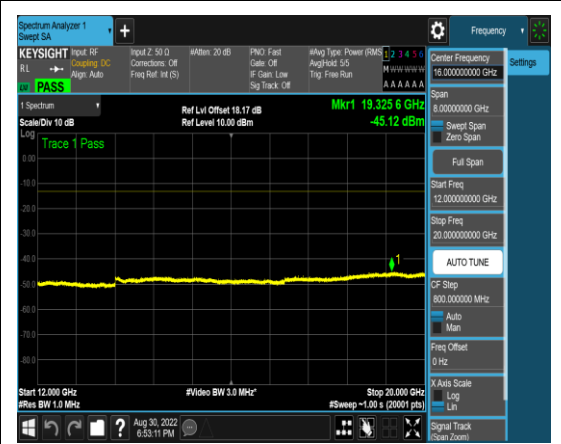 Spectrum Analyzer 1
Swept SA
+
Frequency
KEYSIGHT
Input: RF
Input Z: 50 Ω
#Atten: 20 dB
PNO: Fast
#Avg Type: Power (RMS
1 2 3 4 5 6
RL
Coupling: DC
Corrections: Off
Gate: Off
Avg|Hold: 5/5
M W W W W W
Align: Auto
Freq Ref: Int (S)
IF Gain: Low
Trig: Free Run
PASS
Sig Track: Off
A A A A A A
Center Frequency
16.000000000 GHz
Settings
Span
8.00000000 GHz
Swept Span
Zero Span
Full Span
Start Freq
12.000000000 GHz
Stop Freq
20.000000000 GHz
AUTO TUNE
CF Step
800.000000 MHz
Auto
Man
Freq Offset
0 Hz
X Axis Scale
Log
Lin
Signal Track
(Span Zoom)
1 Spectrum
Ref Lvl Offset 18.17 dB
Mkr1 19.325 6 GHz
Scale/Div 10 dB
Ref Level 10.00 dBm
-45.12 dBm
Log
Trace 1 Pass
0.00
-10.0
-20.0
-30.0
-40.0
1
-50.0
-60.0
-70.0
-80.0
Start 12.000 GHz
#Video BW 3.0 MHz*
Stop 20.000 GHz
#Res BW 1.0 MHz
#Sweep ~1.00 s (20001 pts)
?
Aug 30, 2022
6:53:11 PM